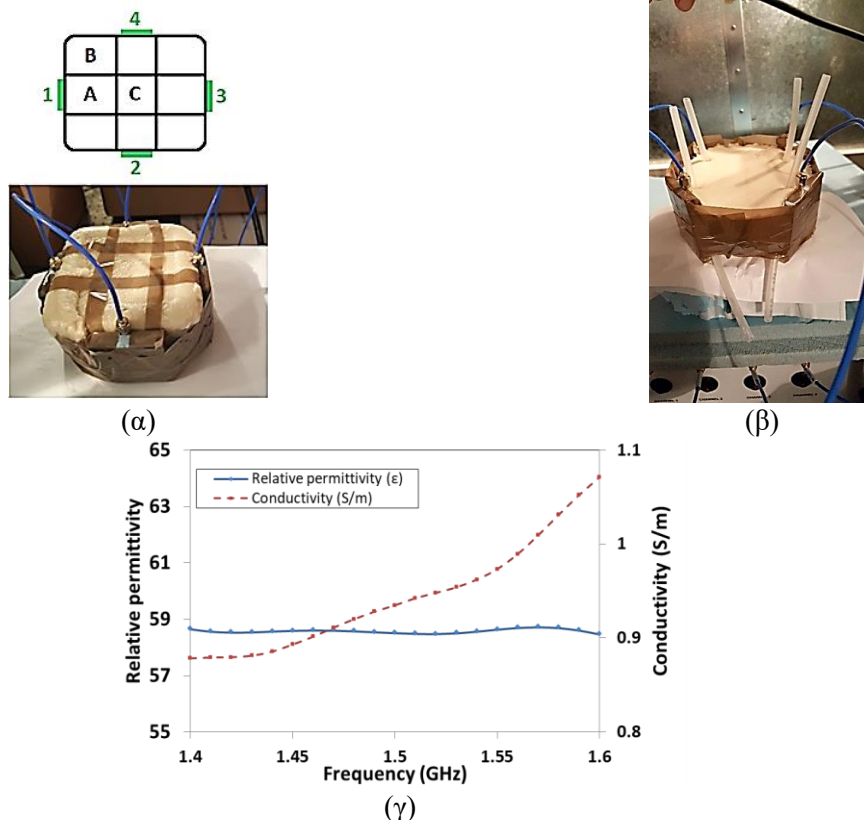 4
B
1 A C 3
2
(α)
(β)
65
63
61
59
57
55
Relative permittivity
Relative permittivity (ε)
Conductivity (S/m)
1.1
1
0.9
0.8
Conductivity (S/m)
1.4 1.45 1.5 1.55 1.6
Frequency (GHz)
(γ)